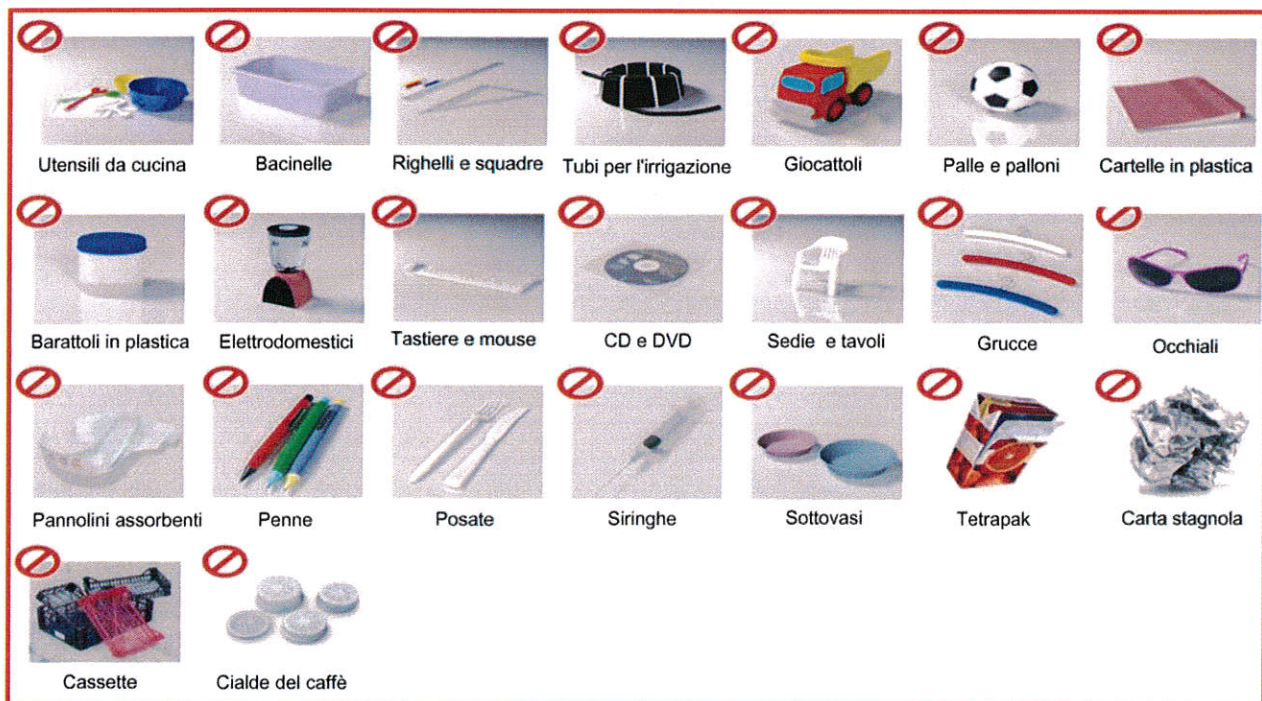 Utensili da cucina
Bacinelle
Righelli e squadre
Tubi per l'irrigazione
Giocattoli
Palle e palloni
Cartelle in plastica
Barattoli in plastica
Elettrodomestici
Tastiere e mouse
CD e DVD
Sedie e tavoli
Grucce
Occhiali
Pannolini assorbenti
Penne
Posate
Siringhe
Sottovasi
Tetrapak
Carta stagnola
Cassette
Cialde del caffè